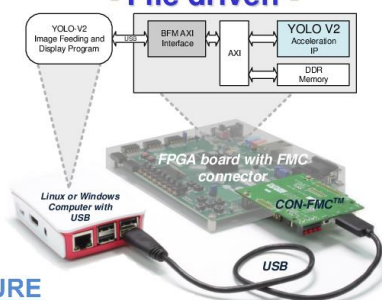 - File driven -
YOLO-V2
Image Feeding and
Display Program
USB
BFM AXI
Interface
AXI
YOLO V2
Acceleration
IP
DDR
Memory
FPGA board with FMC
connector
Linux or Windows
Computer with
USB
CON-FMC™
USB
URE